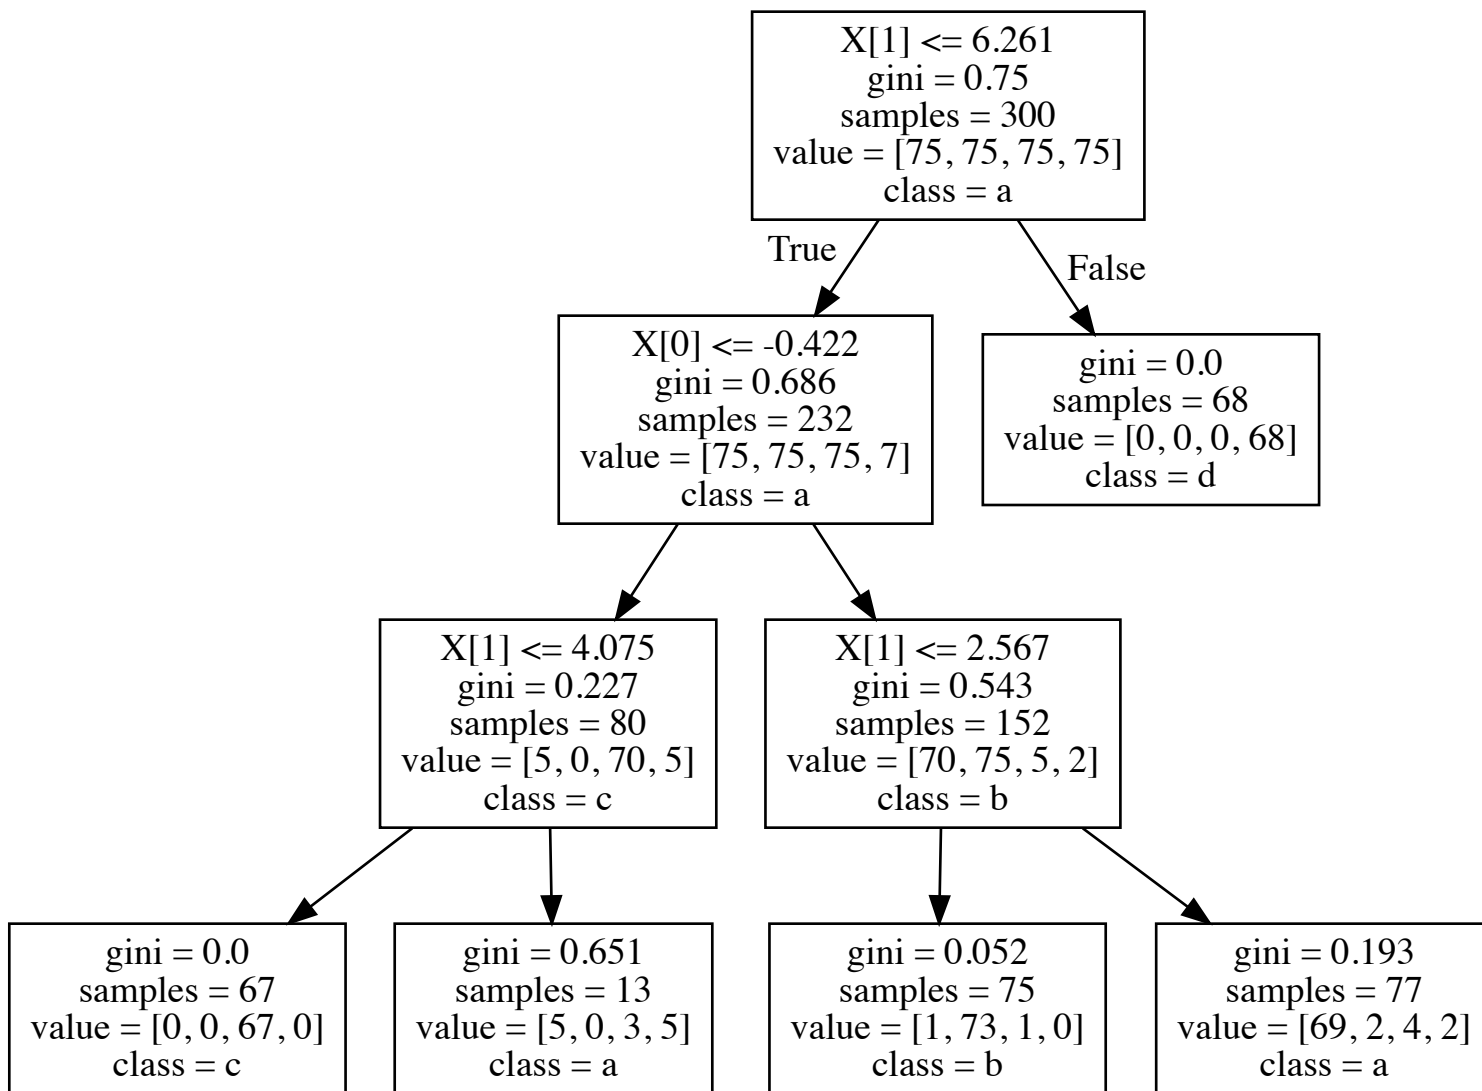 X[1] <= 6.261
gini = 0.75
samples = 300
value = [75, 75, 75, 75]
class = a
True
False
X[0] <= -0.422
gini = 0.686
samples = 232
value = [75, 75, 75, 7]
class = a
gini = 0.0
samples = 68
value = [0, 0, 0, 68]
class = d
X[1] <= 4.075
gini = 0.227
samples = 80
value = [5, 0, 70, 5]
class = c
X[1] <= 2.567
gini = 0.543
samples = 152
value = [70, 75, 5, 2]
class = b
gini = 0.0
samples = 67
value = [0, 0, 67, 0]
class = c
gini = 0.651
samples = 13
value = [5, 0, 3, 5]
class = a
gini = 0.052
samples = 75
value = [1, 73, 1, 0]
class = b
gini = 0.193
samples = 77
value = [69, 2, 4, 2]
class = a